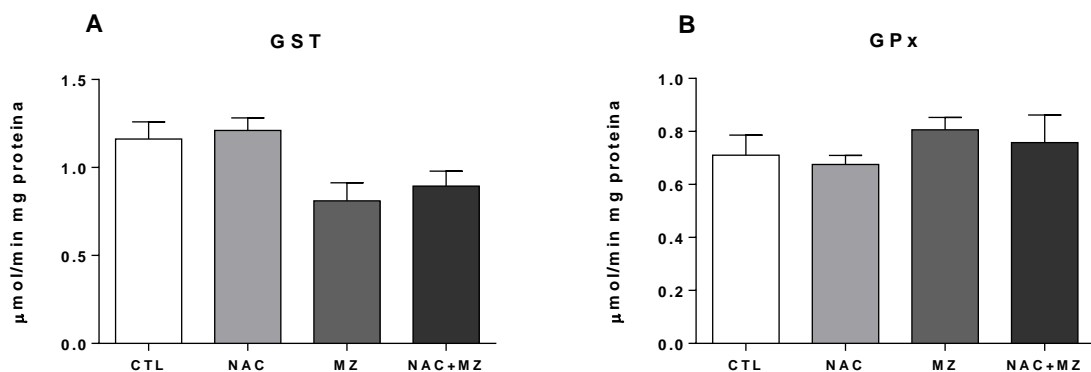 A
GST
μmol/min mg proteina
1.5
1.0
0.5
0.0
CTL NAC MZ NAC+MZ
B
GPx
μmol/min mg proteina
1.0
0.8
0.6
0.4
0.2
0.0
CTL NAC MZ NAC+MZ